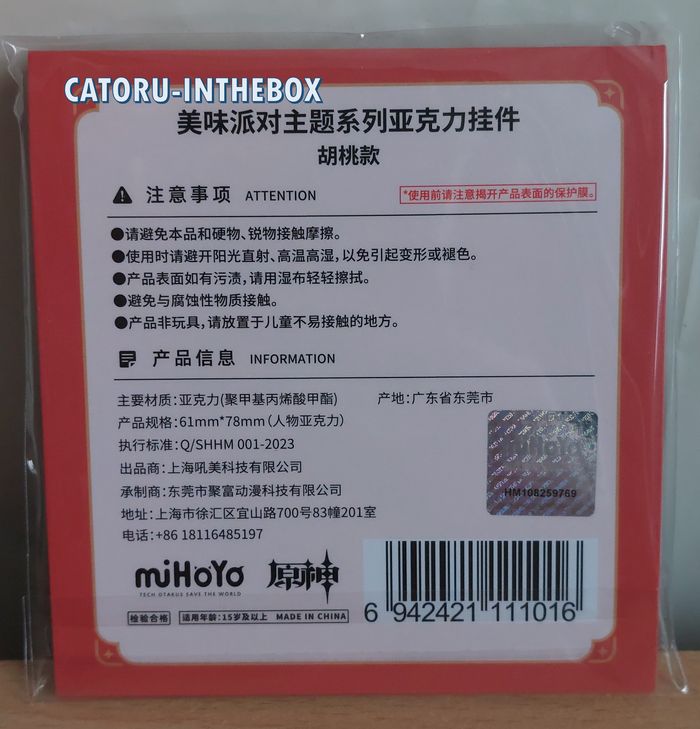 CATORU-INTHEBOX
美味派对主题系列亚克力挂件
胡桃款
注意事项 ATTENTION *使用前请注意揭开产品表面的保护膜。
●请避免本品和硬物、锐物接触摩擦。
●使用时请避开阳光直射、高温高湿,以免引起变形或褪色。
●产品表面如有污渍,请用湿布轻轻擦拭。
●避免与腐蚀性物质接触。
●产品非玩具,请放置于儿童不易接触的地方。
产品信息 INFORMATION
主要材质:亚克力(聚甲基丙烯酸甲酯) 产地:广东省东莞市
产品规格:61mm*78mm(人物亚克力)
执行标准:Q/SHHM 001-2023
出品商:上海吼美科技有限公司
承制商:东莞市聚富动漫科技有限公司
地址:上海市徐汇区宜山路700号83幢201室
电话:+86 18116485197
miHoYo
HM108259769
miHoYo 原神
TECH OTAKUS SAVE THE WORLD
检验合格 适用年龄:15岁及以上 MADE IN CHINA
6 942421 111016